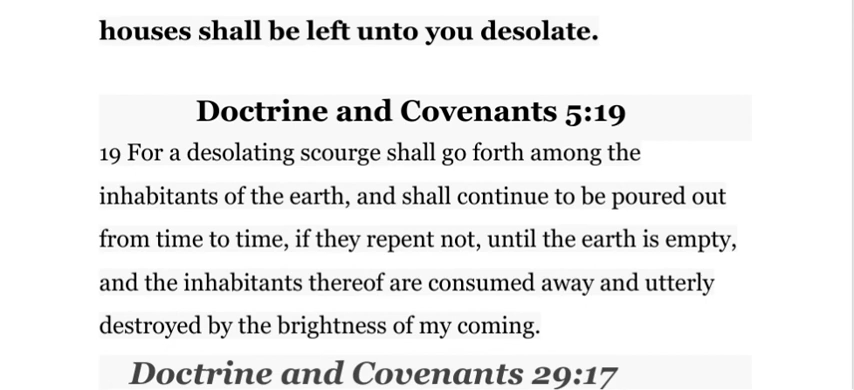 houses shall be left unto you desolate.
Doctrine and Covenants 5:19
19 For a desolating scourge shall go forth among the
inhabitants of the earth, and shall continue to be poured out
from time to time, if they repent not, until the earth is empty,
and the inhabitants thereof are consumed away and utterly
destroyed by the brightness of my coming.
Doctrine and Covenants 29:17